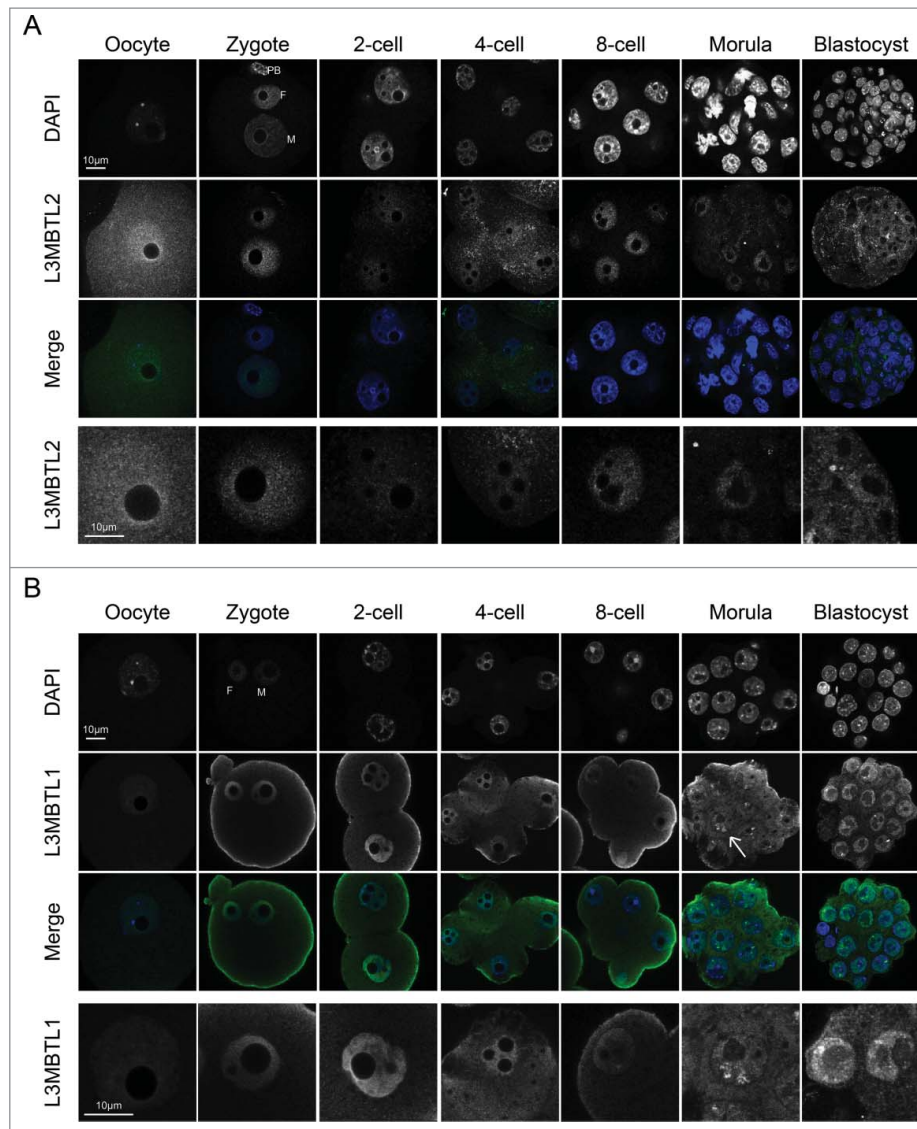 A
Oocyte Zygote 2-cell 4-cell 8-cell Morula Blastocyst
DAPI
PB
F
M
10µm
L3MBTL2
Merge
L3MBTL2
10µm
B
Oocyte Zygote 2-cell 4-cell 8-cell Morula Blastocyst
DAPI
F M
10µm
L3MBTL1
Merge
L3MBTL1
10µm